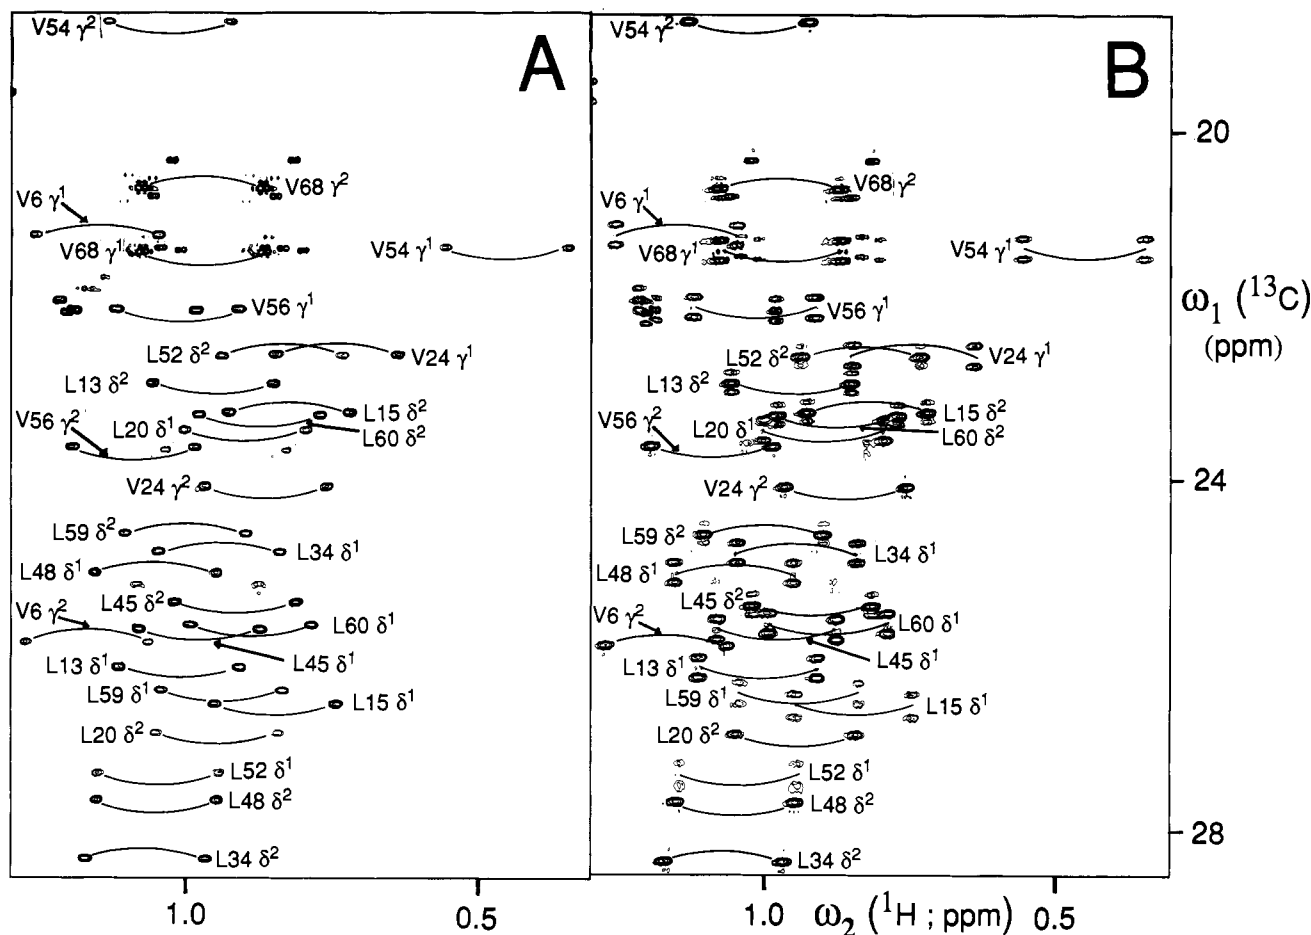 A
V54 γ²
V68 γ²
V6 γ¹
V68 γ¹
V54 γ¹
V56 γ¹
L52 δ²
V24 γ¹
L13 δ²
L15 δ²
V56 γ²
L20 δ¹
L60 δ²
V24 γ²
L59 δ²
L34 δ¹
L48 δ¹
L45 δ²
V6 γ²
L60 δ¹
L45 δ¹
L13 δ¹
L59 δ¹
L15 δ¹
L20 δ²
L52 δ¹
L48 δ²
L34 δ²
1.0
0.5
B
V54 γ²
V68 γ²
V6 γ¹
V68 γ¹
V54 γ¹
V56 γ¹
L52 δ²
V24 γ¹
L13 δ²
L15 δ²
V56 γ²
L20 δ¹
L60 δ²
V24 γ²
L59 δ²
L34 δ¹
L48 δ¹
L45 δ²
V6 γ²
L60 δ¹
L45 δ¹
L13 δ¹
L59 δ¹
L15 δ¹
L20 δ²
L52 δ¹
L48 δ²
L34 δ²
1.0
ω₂ (¹H ; ppm)
0.5
20
ω₁ (¹³C)
(ppm)
24
28